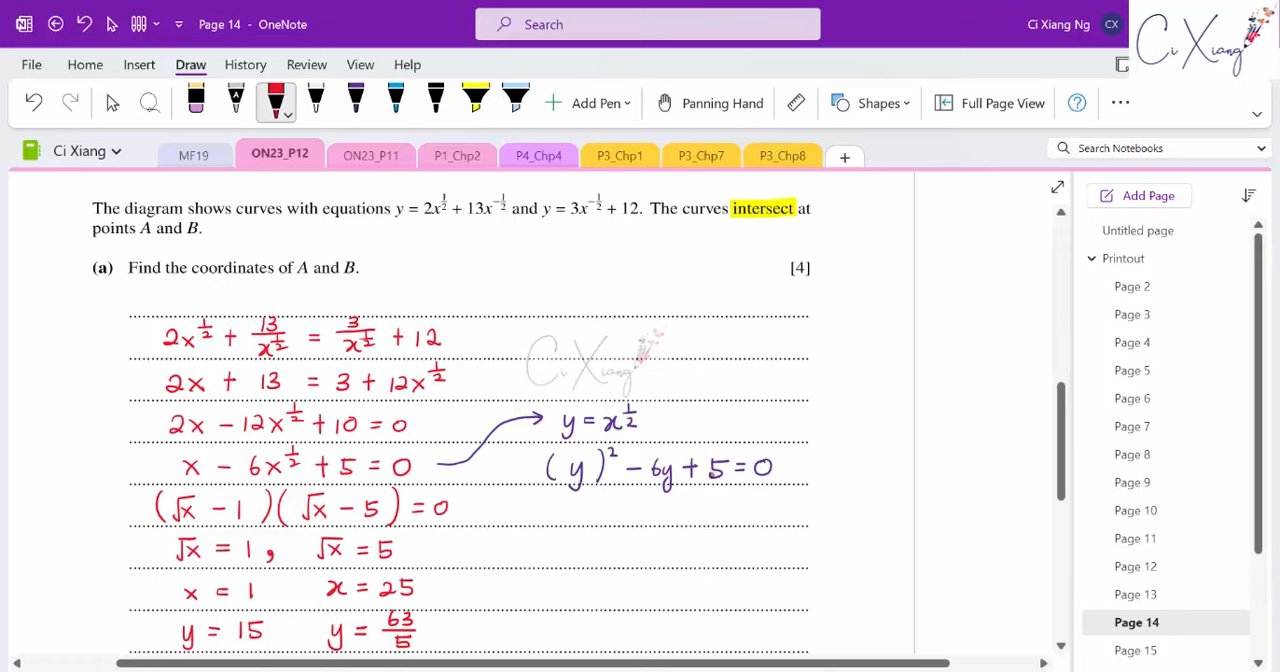 Page 14 - OneNote
Search
Ci Xiang Ng CX
Ci Xiang
File Home Insert Draw History Review View Help
A Add Pen Panning Hand Shapes Full Page View ? ...
Ci Xiang MF19 ON23_P12 ON23_P11 P1_Chp2 P4_Chp4 P3_Chp1 P3_Chp7 P3_Chp8 + Search Notebooks
The diagram shows curves with equations y = 2x^{1/2} + 13x^{-1/2} and y = 3x^{-1/2} + 12. The curves intersect at
points A and B.
(a) Find the coordinates of A and B. [4]
2x^{1/2} + 13/x^{1/2} = 3/x^{1/2} + 12
2x + 13 = 3 + 12x^{1/2}
2x - 12x^{1/2} + 10 = 0
x - 6x^{1/2} + 5 = 0
(√x - 1)(√x - 5) = 0
√x = 1, √x = 5
x = 1 x = 25
y = 15 y = 63/5
Ci Xiang
y = x^{1/2}
(y)² - 6y + 5 = 0
Add Page
Untitled page
Printout
Page 2
Page 3
Page 4
Page 5
Page 6
Page 7
Page 8
Page 9
Page 10
Page 11
Page 12
Page 13
Page 14
Page 15